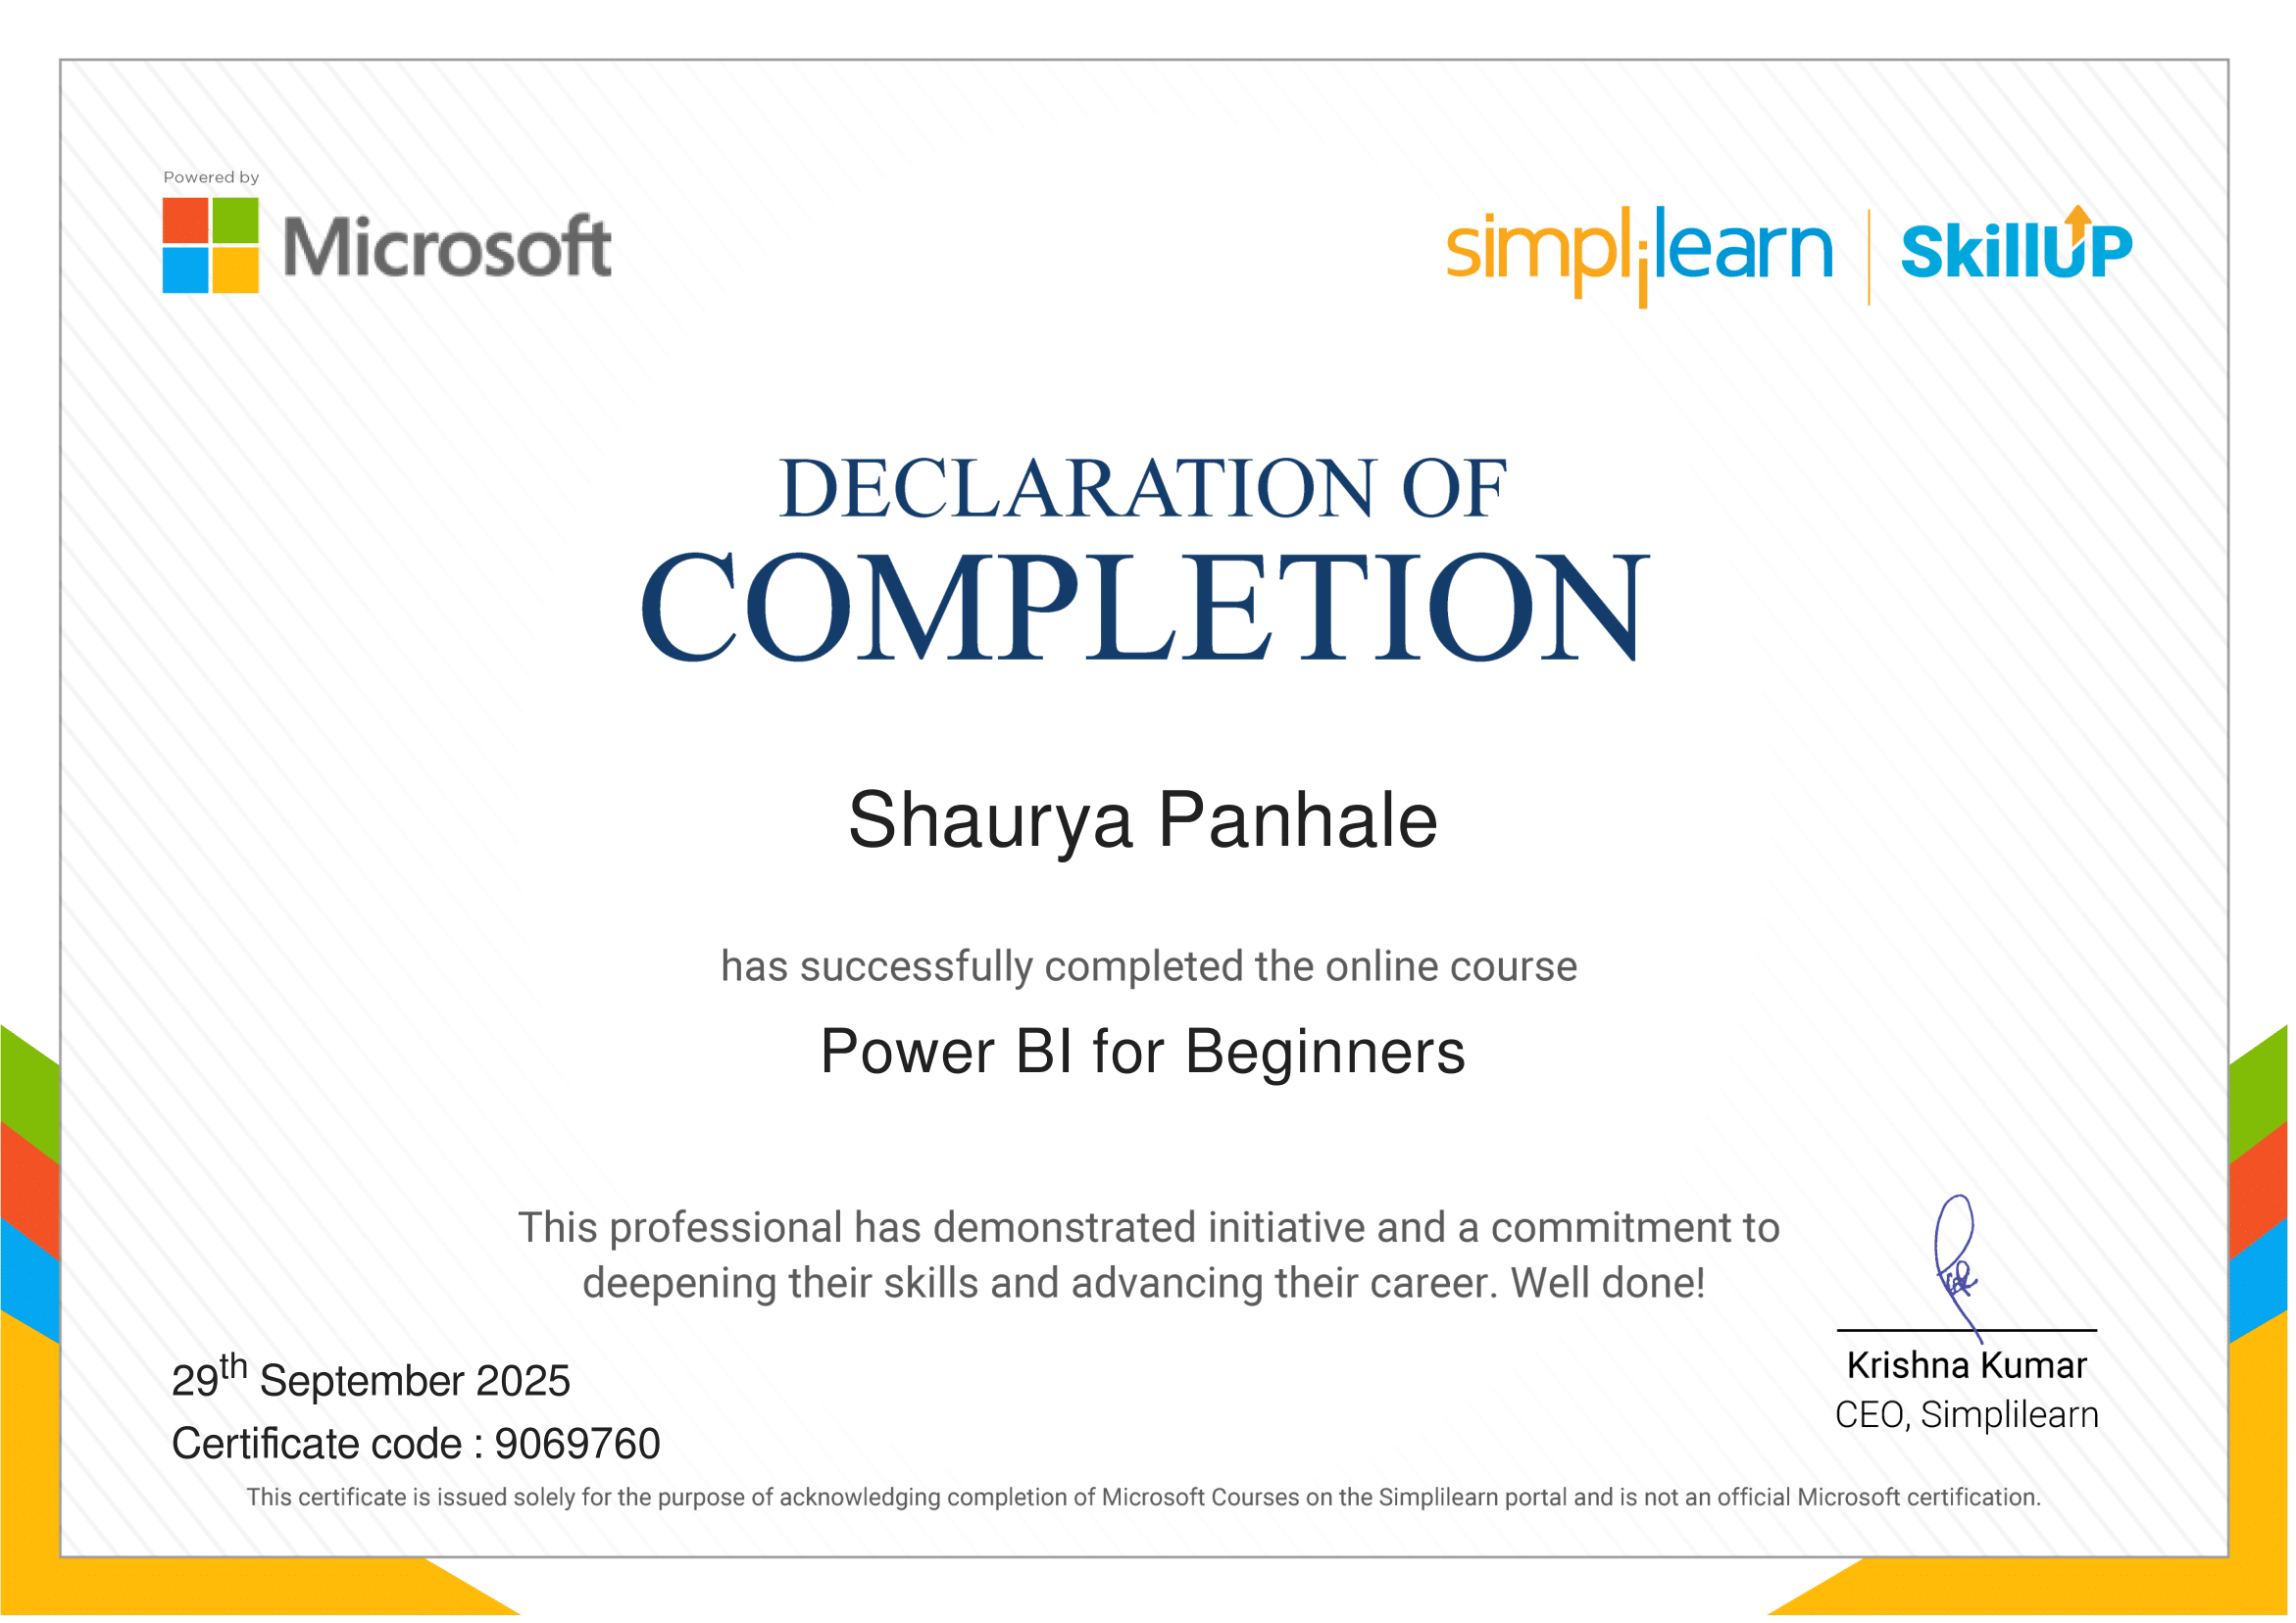 Powered by
Microsoft
simplilearn | SkillUP
DECLARATION OF
COMPLETION
Shaurya Panhale
has successfully completed the online course
Power BI for Beginners
This professional has demonstrated initiative and a commitment to
deepening their skills and advancing their career. Well done!
29th September 2025
Certificate code : 9069760
Krishna Kumar
CEO, Simplilearn
This certificate is issued solely for the purpose of acknowledging completion of Microsoft Courses on the Simplilearn portal and is not an official Microsoft certification.